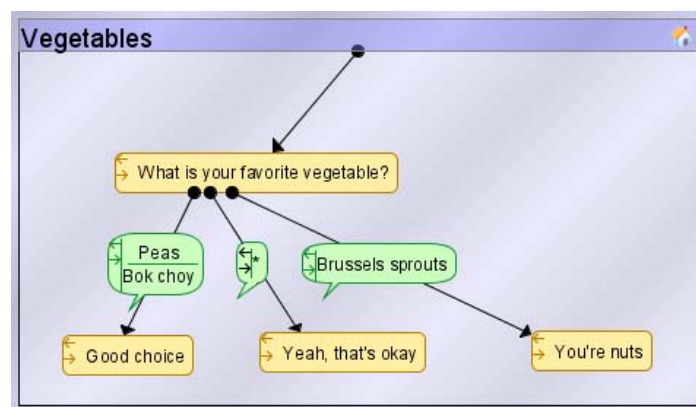 Vegetables
What is your favorite vegetable?
Peas
Bok choy
*
Brussels sprouts
Good choice
Yeah, that's okay
You're nuts